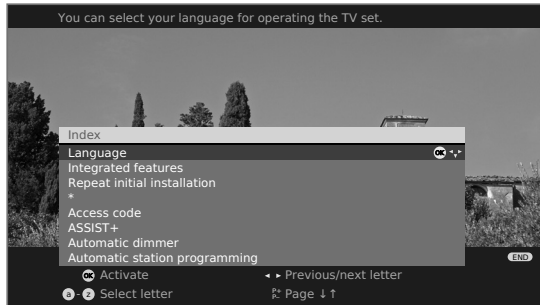 You can select your language for operating the TV set.
Index
Language OK
Integrated features
Repeat initial installation
*
Access code
ASSIST+
Automatic dimmer
Automatic station programming
END
OK Activate ◂ ▸ Previous/next letter
a - z Select letter P+ P- Page ↓↑